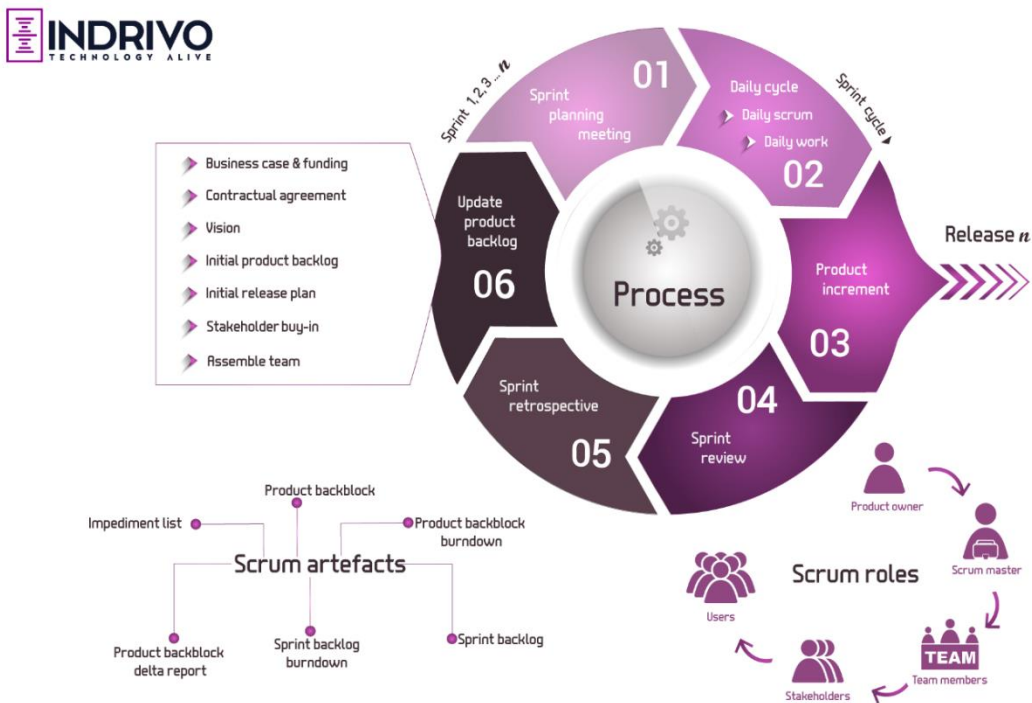 INDRIVO
TECHNOLOGY ALIVE
Sprint 1, 2, 3 ... n
01
Sprint
planning
meeting
Daily cycle
Daily scrum
Daily work
02
Sprint cycle
Business case & funding
Contractual agreement
Vision
Initial product backlog
Initial release plan
Stakeholder buy-in
Assemble team
Update
product
backlog
06
Process
Product
increment
03
Release n
Sprint
retrospective
05
04
Sprint
review
Product backblock
Impediment list
Product backblock
burndown
Scrum artefacts
Product backblock
delta report
Sprint backlog
burndown
Sprint backlog
Product owner
Scrum roles
Scrum master
Users
TEAM
Team members
Stakeholders